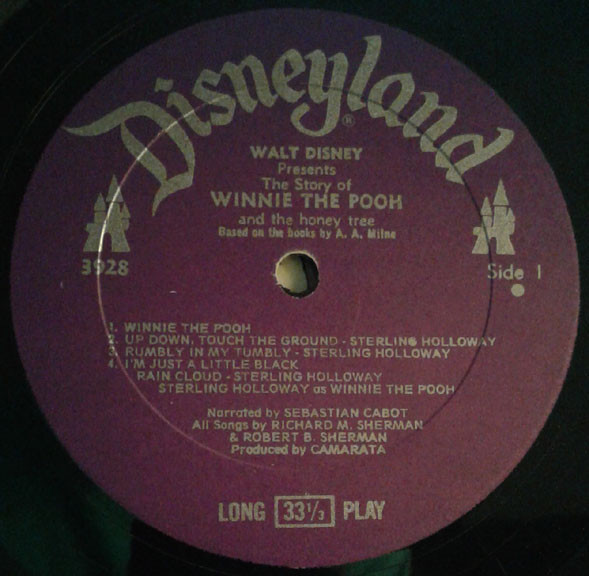 Disneyland®
WALT DISNEY
Presents
The Story of
WINNIE THE POOH
and the honey tree
Based on the books by A. A. Milne
3928
Side 1
1. WINNIE THE POOH
2. UP DOWN, TOUCH THE GROUND - STERLING HOLLOWAY
3. RUMBLY IN MY TUMBLY - STERLING HOLLOWAY
4. I'M JUST A LITTLE BLACK
RAIN CLOUD - STERLING HOLLOWAY
STERLING HOLLOWAY as WINNIE THE POOH
Narrated by SEBASTIAN CABOT
All Songs by RICHARD M. SHERMAN
& ROBERT B. SHERMAN
Produced by CAMARATA
LONG 33⅓ PLAY